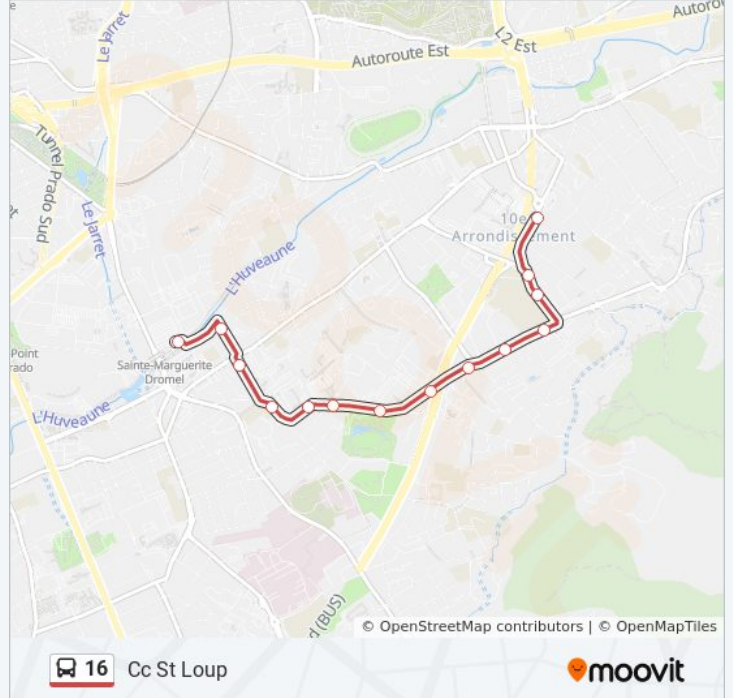 Autoro
Le Jarret
L2 Est
Autoroute Est
Tunnel Prado Sud
Le Jarret
10e
Arrondissement
L'Huveaune
Point
rado
Sainte-Marguerite
Dromel
L'Huveaune
d (BUS)
© OpenStreetMap contributors | © OpenMapTiles
16 Cc St Loup
moovit